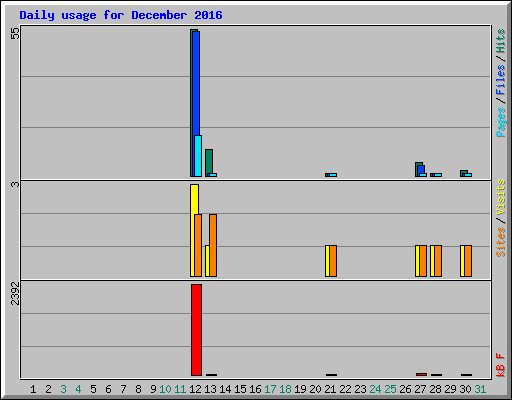 Daily usage for December 2016
55
3
2392
Pages / Files / Hits
Sites / Visits
kB F
1 2 3 4 5 6 7 8 9 10 11 12 13 14 15 16 17 18 19 20 21 22 23 24 25 26 27 28 29 30 31